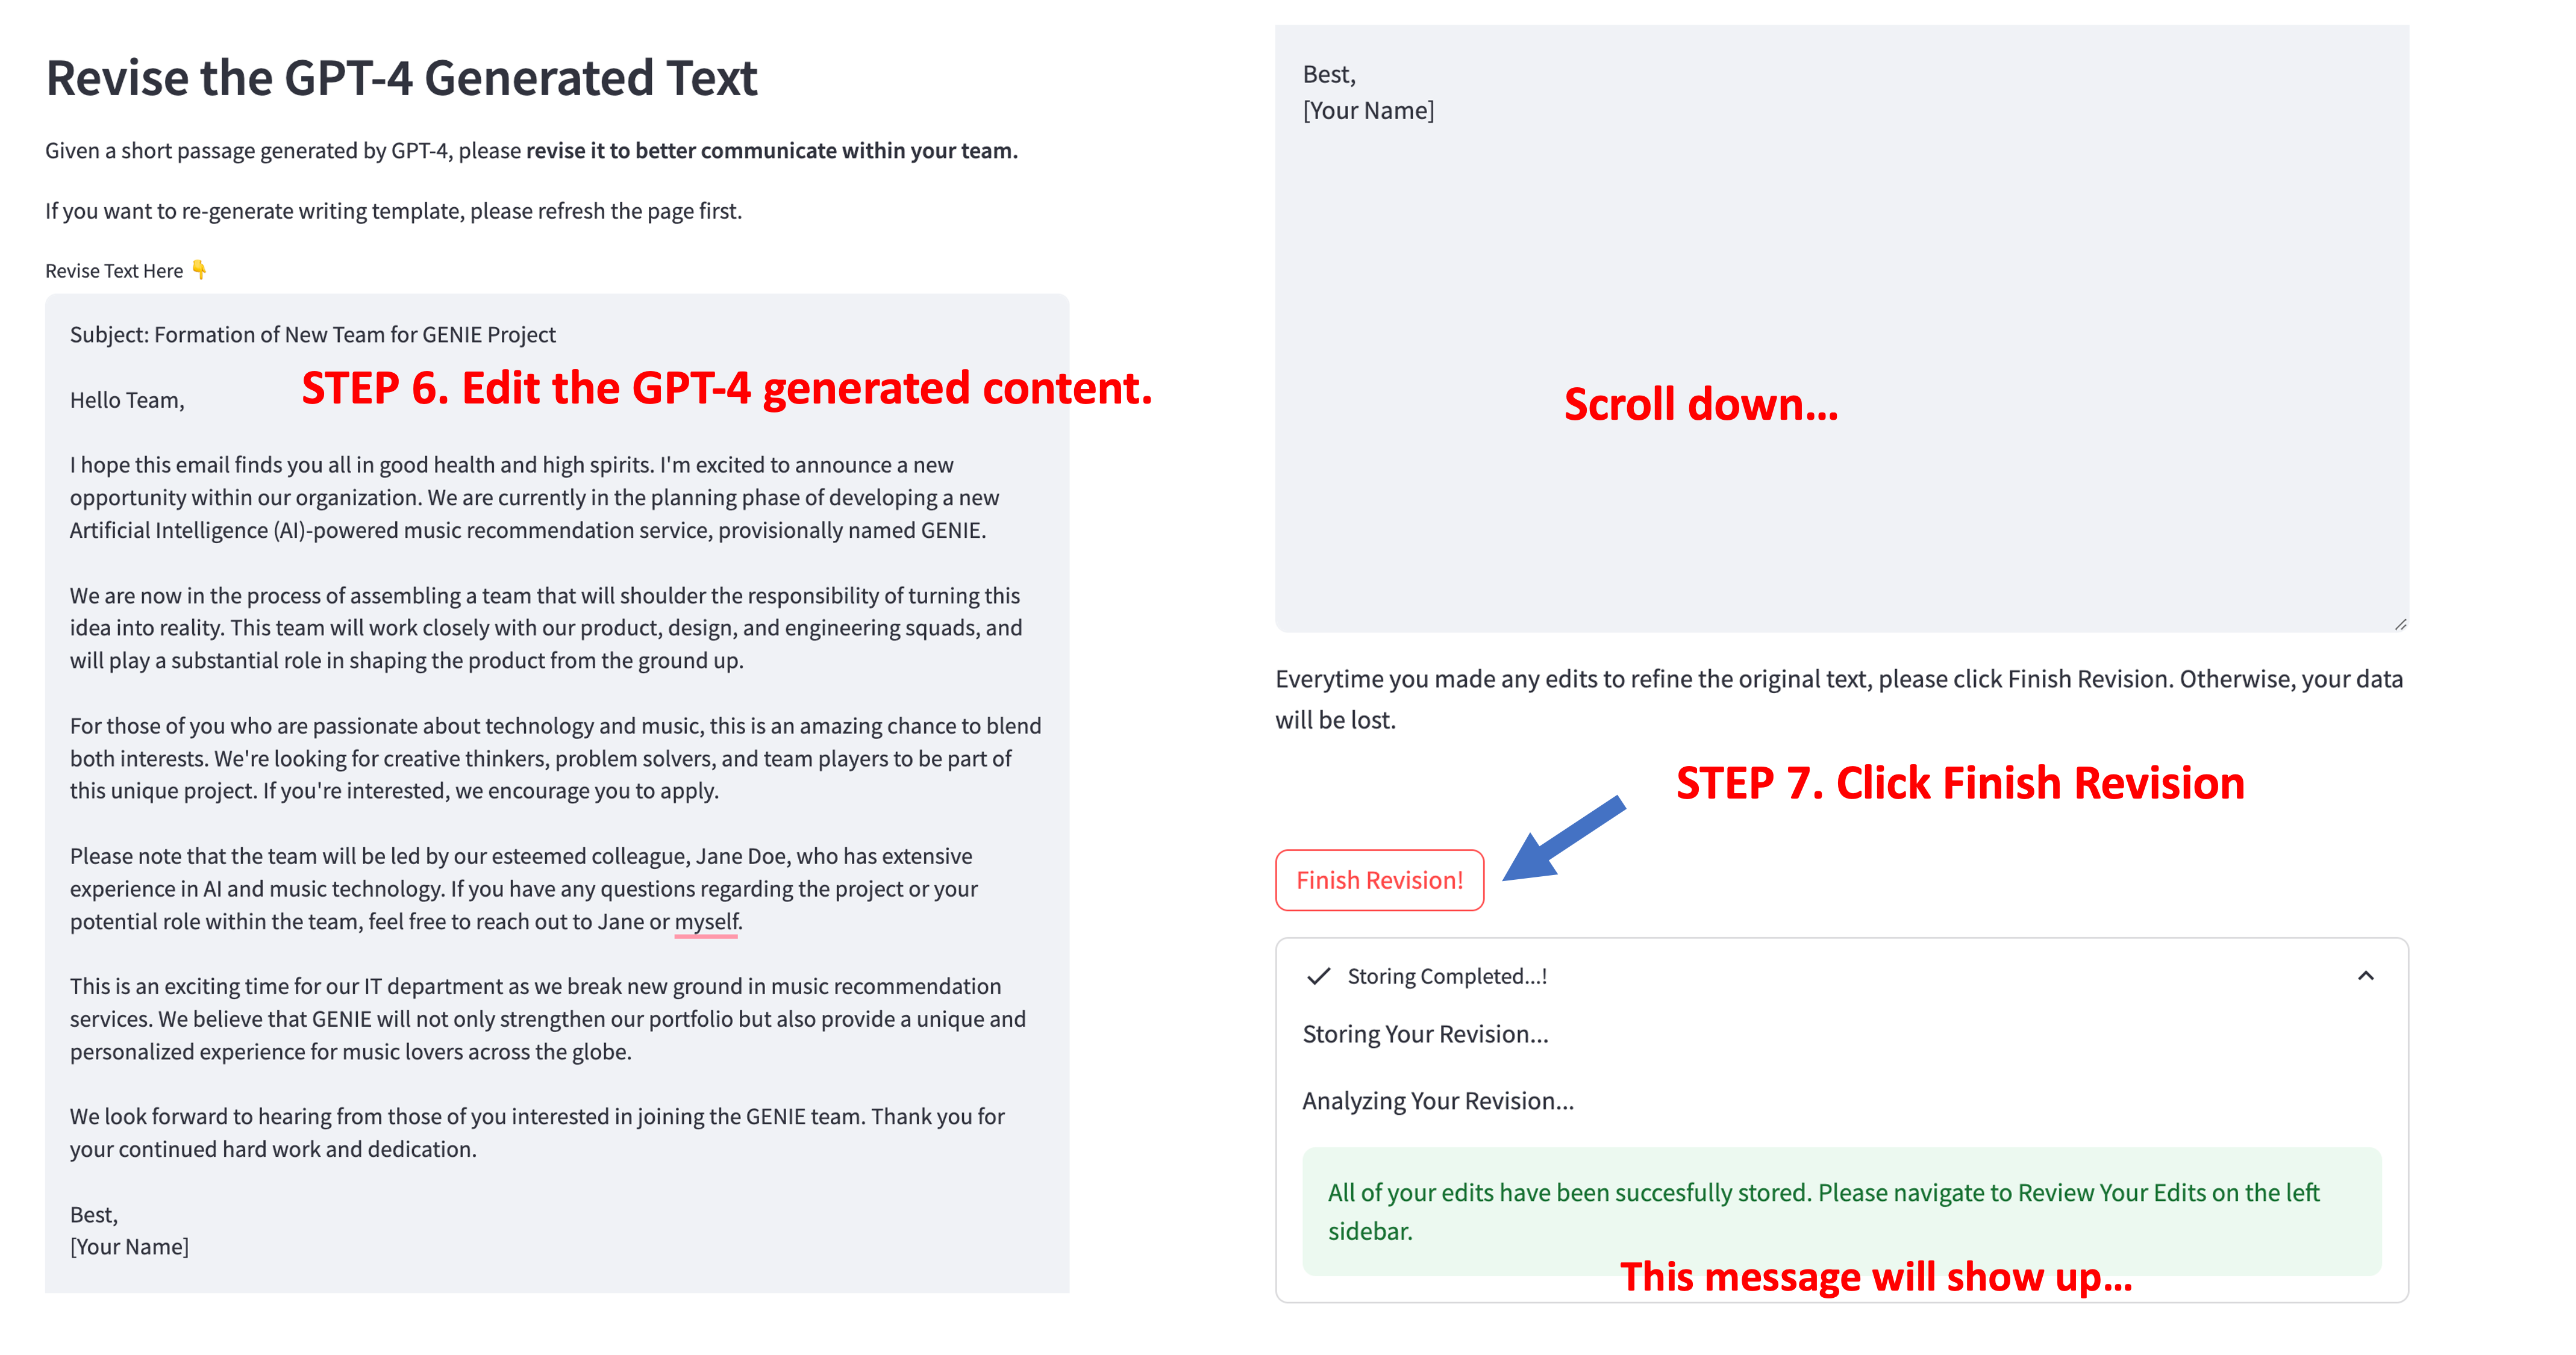 Revise the GPT-4 Generated Text
Given a short passage generated by GPT-4, please revise it to better communicate within your team.
If you want to re-generate writing template, please refresh the page first.
Revise Text Here 👇
Subject: Formation of New Team for GENIE Project
STEP 6. Edit the GPT-4 generated content.
Hello Team,
I hope this email finds you all in good health and high spirits. I'm excited to announce a new
opportunity within our organization. We are currently in the planning phase of developing a new
Artificial Intelligence (AI)-powered music recommendation service, provisionally named GENIE.
We are now in the process of assembling a team that will shoulder the responsibility of turning this
idea into reality. This team will work closely with our product, design, and engineering squads, and
will play a substantial role in shaping the product from the ground up.
For those of you who are passionate about technology and music, this is an amazing chance to blend
both interests. We're looking for creative thinkers, problem solvers, and team players to be part of
this unique project. If you're interested, we encourage you to apply.
Please note that the team will be led by our esteemed colleague, Jane Doe, who has extensive
experience in AI and music technology. If you have any questions regarding the project or your
potential role within the team, feel free to reach out to Jane or myself.
This is an exciting time for our IT department as we break new ground in music recommendation
services. We believe that GENIE will not only strengthen our portfolio but also provide a unique and
personalized experience for music lovers across the globe.
We look forward to hearing from those of you interested in joining the GENIE team. Thank you for
your continued hard work and dedication.
Best,
[Your Name]
Best,
[Your Name]
Scroll down...
Everytime you made any edits to refine the original text, please click Finish Revision. Otherwise, your data
will be lost.
STEP 7. Click Finish Revision
Finish Revision!
Storing Completed...!
Storing Your Revision...
Analyzing Your Revision...
All of your edits have been succesfully stored. Please navigate to Review Your Edits on the left
sidebar.
This message will show up...